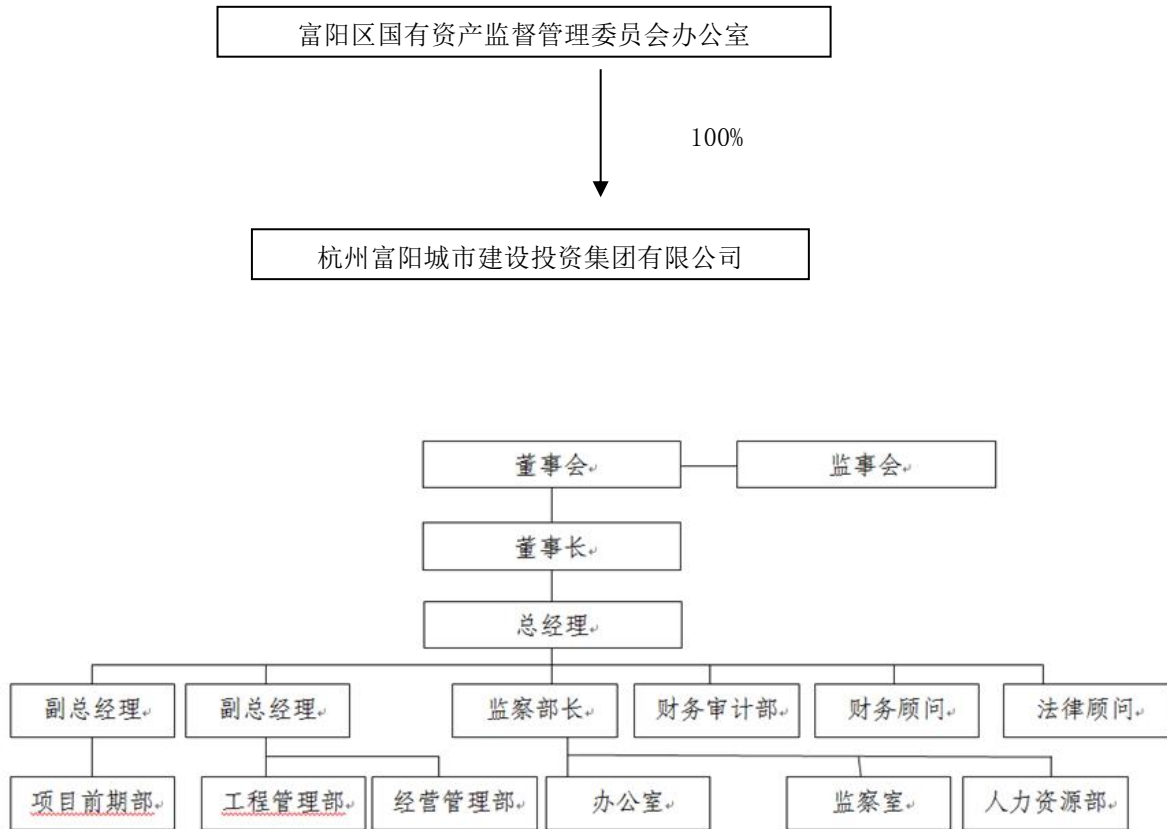 富阳区国有资产监督管理委员会办公室
100%
杭州富阳城市建设投资集团有限公司
董事会 监事会
董事长
总经理
副总经理 副总经理 监察部长 财务审计部 财务顾问 法律顾问
项目前期部 工程管理部 经营管理部 办公室 监察室 人力资源部